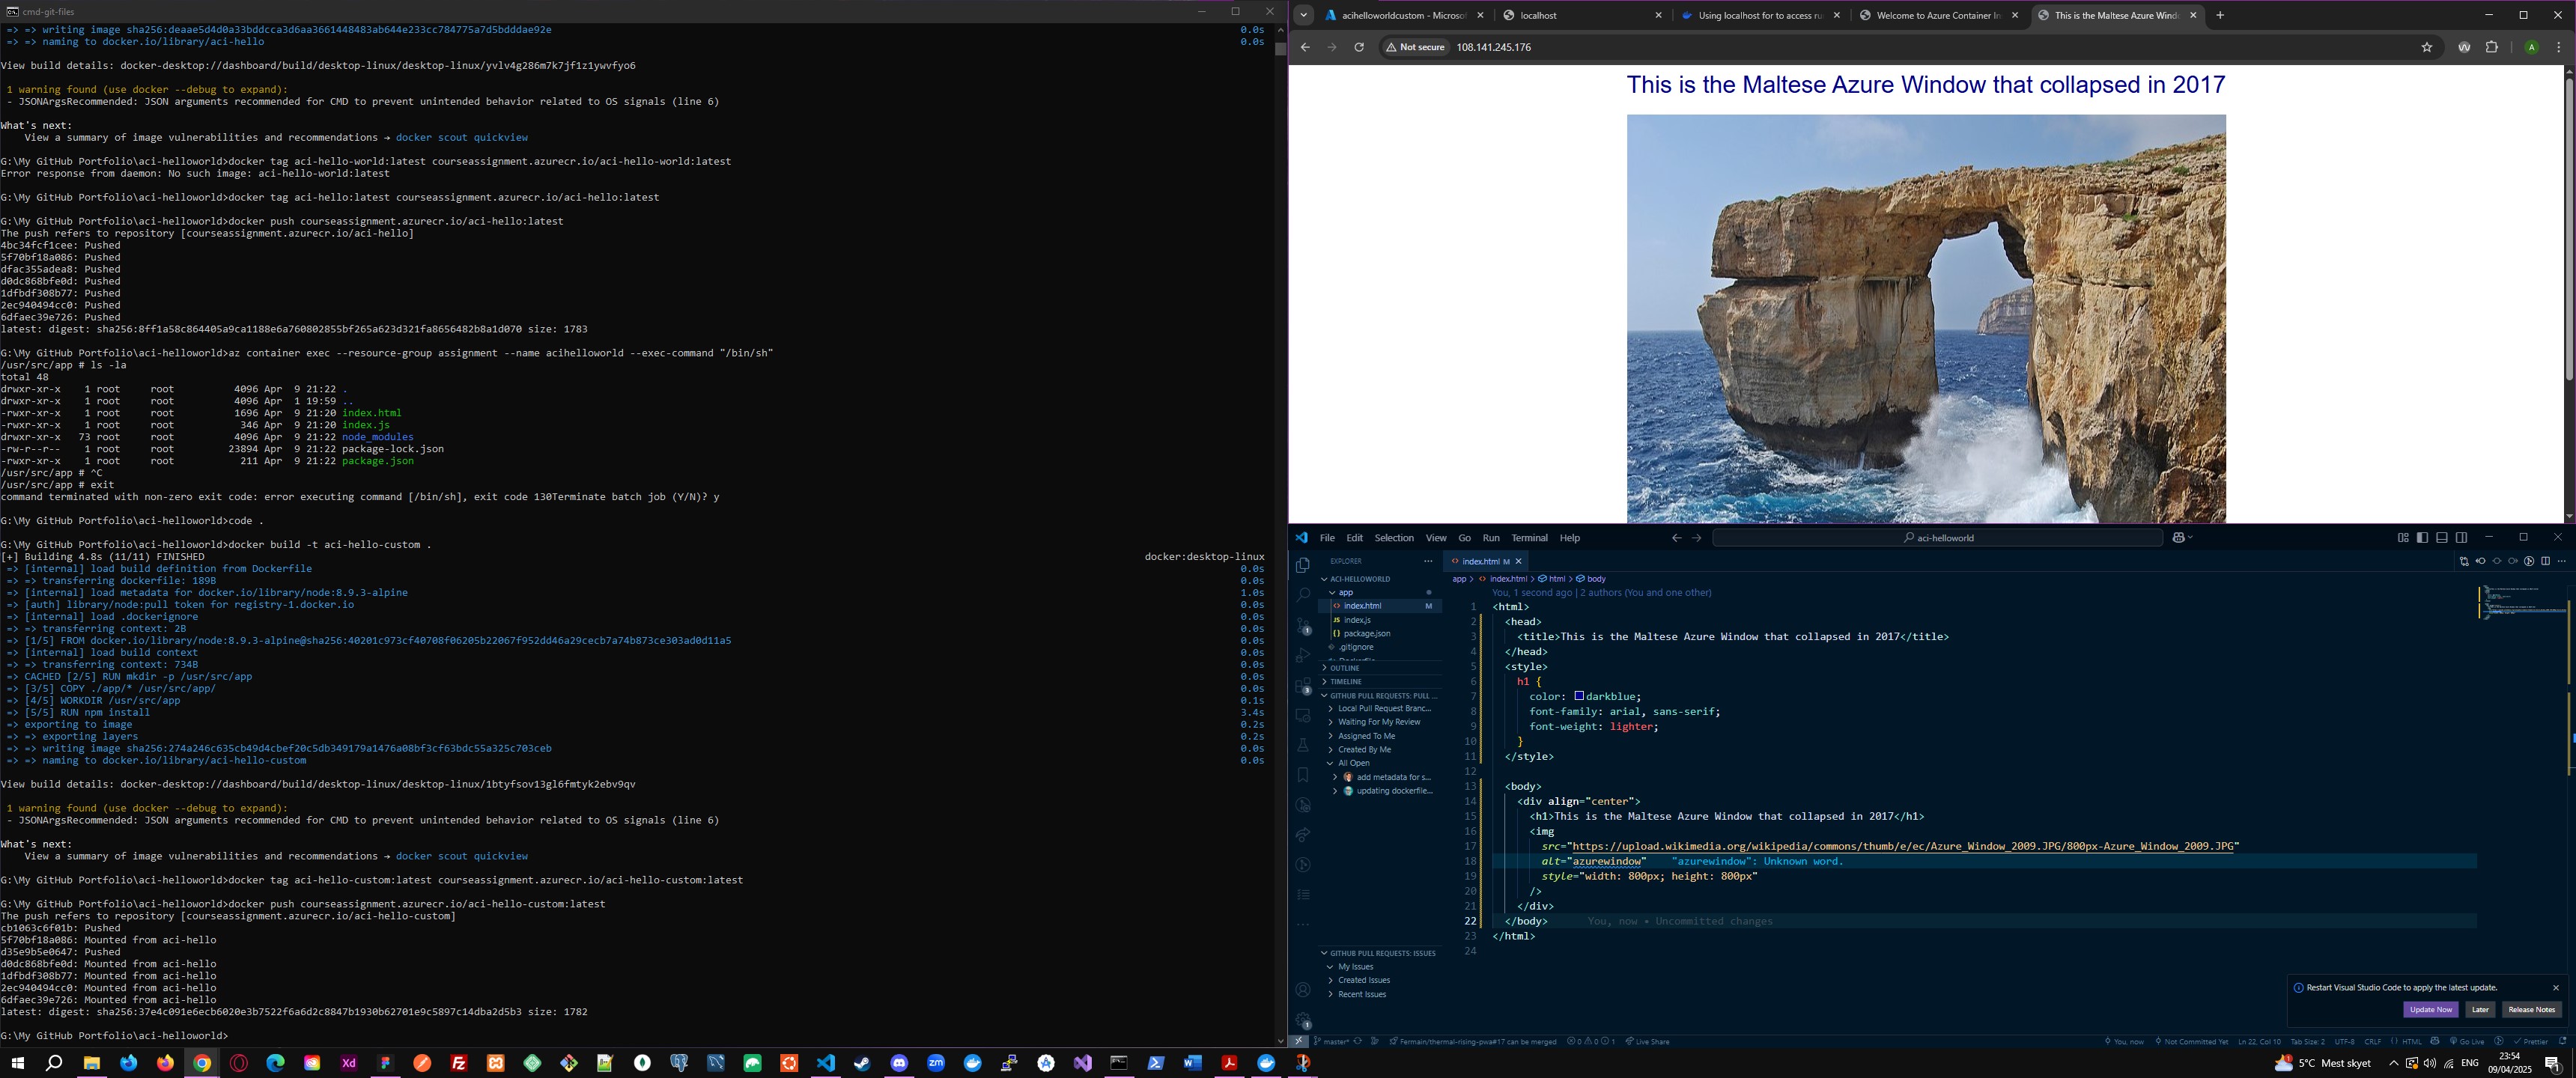 cmd-git-files
=> => writing image sha256:deaae5d4d0a33bddcca3d6aa3661448483ab644e233cc784775a7d5bdddae92e 0.0s
=> => naming to docker.io/library/aci-hello 0.0s
View build details: docker-desktop://dashboard/build/desktop-linux/desktop-linux/yvlv4g286m7k7jf1z1ywvfyo6
1 warning found (use docker --debug to expand):
- JSONArgsRecommended: JSON arguments recommended for CMD to prevent unintended behavior related to OS signals (line 6)
What's next:
View a summary of image vulnerabilities and recommendations → docker scout quickview
G:\My GitHub Portfolio\aci-helloworld>docker tag aci-hello-world:latest courseassignment.azurecr.io/aci-hello-world:latest
Error response from daemon: No such image: aci-hello-world:latest
G:\My GitHub Portfolio\aci-helloworld>docker tag aci-hello:latest courseassignment.azurecr.io/aci-hello:latest
G:\My GitHub Portfolio\aci-helloworld>docker push courseassignment.azurecr.io/aci-hello:latest
The push refers to repository [courseassignment.azurecr.io/aci-hello]
4bc34fcf1cee: Pushed
5f70bf18a086: Pushed
dfac355adea8: Pushed
d0dc868bfe0d: Pushed
1dfbdf308b77: Pushed
2ec940494cc0: Pushed
6dfaec39e726: Pushed
latest: digest: sha256:8ff1a58c864405a9ca1188e6a760802855bf265a623d321fa8656482b8a1d070 size: 1783
G:\My GitHub Portfolio\aci-helloworld>az container exec --resource-group assignment --name acihelloworld --exec-command "/bin/sh"
/usr/src/app # ls -la
total 48
drwxr-xr-x 1 root root 4096 Apr 9 21:22 .
drwxr-xr-x 1 root root 4096 Apr 1 19:59 ..
-rwxr-xr-x 1 root root 1696 Apr 9 21:20 index.html
-rwxr-xr-x 1 root root 346 Apr 9 21:20 index.js
drwxr-xr-x 73 root root 4096 Apr 9 21:22 node_modules
-rw-r--r-- 1 root root 23894 Apr 9 21:22 package-lock.json
-rwxr-xr-x 1 root root 211 Apr 9 21:22 package.json
/usr/src/app # ^C
/usr/src/app # exit
command terminated with non-zero exit code: error executing command [/bin/sh], exit code 130Terminate batch job (Y/N)? y
G:\My GitHub Portfolio\aci-helloworld>code .
G:\My GitHub Portfolio\aci-helloworld>docker build -t aci-hello-custom .
[+] Building 4.8s (11/11) FINISHED docker:desktop-linux
=> [internal] load build definition from Dockerfile 0.0s
=> => transferring dockerfile: 189B 0.0s
=> [internal] load metadata for docker.io/library/node:8.9.3-alpine 1.0s
=> [auth] library/node:pull token for registry-1.docker.io 0.0s
=> [internal] load .dockerignore 0.0s
=> => transferring context: 2B 0.0s
=> [1/5] FROM docker.io/library/node:8.9.3-alpine@sha256:40201c973cf40708f06205b22067f952dd46a29cecb7a74b873ce303ad0d11a5 0.0s
=> [internal] load build context 0.0s
=> => transferring context: 734B 0.0s
=> CACHED [2/5] RUN mkdir -p /usr/src/app 0.0s
=> [3/5] COPY ./app/* /usr/src/app/ 0.0s
=> [4/5] WORKDIR /usr/src/app 0.1s
=> [5/5] RUN npm install 3.4s
=> exporting to image 0.2s
=> => exporting layers 0.2s
=> => writing image sha256:274a246c635cb49d4cbef20c5db349179a1476a08bf3cf63bdc55a325c703ceb 0.0s
=> => naming to docker.io/library/aci-hello-custom 0.0s
View build details: docker-desktop://dashboard/build/desktop-linux/desktop-linux/1btyfsov13gl6fmtyk2ebv9qv
1 warning found (use docker --debug to expand):
- JSONArgsRecommended: JSON arguments recommended for CMD to prevent unintended behavior related to OS signals (line 6)
What's next:
View a summary of image vulnerabilities and recommendations → docker scout quickview
G:\My GitHub Portfolio\aci-helloworld>docker tag aci-hello-custom:latest courseassignment.azurecr.io/aci-hello-custom:latest
G:\My GitHub Portfolio\aci-helloworld>docker push courseassignment.azurecr.io/aci-hello-custom:latest
The push refers to repository [courseassignment.azurecr.io/aci-hello-custom]
cb1063c6f01b: Pushed
5f70bf18a086: Mounted from aci-hello
d35e9b5e0647: Pushed
d0dc868bfe0d: Mounted from aci-hello
1dfbdf308b77: Mounted from aci-hello
2ec940494cc0: Mounted from aci-hello
6dfaec39e726: Mounted from aci-hello
latest: digest: sha256:37e4c091e6ecb6020e3b7522f6a6d2c8847b1930b62701e9c5897c14dba2d5b3 size: 1782
G:\My GitHub Portfolio\aci-helloworld>
acihelloworldcustom - Microso
localhost
Using localhost for to access ru
Welcome to Azure Container In
This is the Maltese Azure Wind
Not secure 108.141.245.176
A
This is the Maltese Azure Window that collapsed in 2017
File Edit Selection View Go Run Terminal Help
aci-helloworld
EXPLORER
ACI-HELLOWORLD
app
index.html M
index.js
package.json
.gitignore
OUTLINE
TIMELINE
GITHUB PULL REQUESTS: PULL ...
Local Pull Request Branc...
Waiting For My Review
Assigned To Me
Created By Me
All Open
add metadata for s...
updating dockerfile...
GITHUB PULL REQUESTS: ISSUES
My Issues
Created Issues
Recent Issues
index.html M
app > index.html > html > body
You, 1 second ago | 2 authors (You and one other)
1 <html>
2 <head>
3 <title>This is the Maltese Azure Window that collapsed in 2017</title>
4 </head>
5 <style>
6 h1 {
7 color: darkblue;
8 font-family: arial, sans-serif;
9 font-weight: lighter;
10 }
11 </style>
12
13 <body>
14 <div align="center">
15 <h1>This is the Maltese Azure Window that collapsed in 2017</h1>
16 <img
17 src="https://upload.wikimedia.org/wikipedia/commons/thumb/e/ec/Azure_Window_2009.JPG/800px-Azure_Window_2009.JPG"
18 alt="azurewindow" "azurewindow": Unknown word.
19 style="width: 800px; height: 800px"
20 />
21 </div>
22 </body> You, now • Uncommitted changes
23 </html>
24
Restart Visual Studio Code to apply the latest update.
Update Now Later Release Notes
master* Fermain/thermal-rising-pwa#17 can be merged 0 0 1 Live Share
You, now Not Committed Yet Ln 22, Col 10 Tab Size: 2 UTF-8 CRLF HTML Go Live Prettier
Xd
zm
5°C Mest skyet
ENG
23:54
09/04/2025